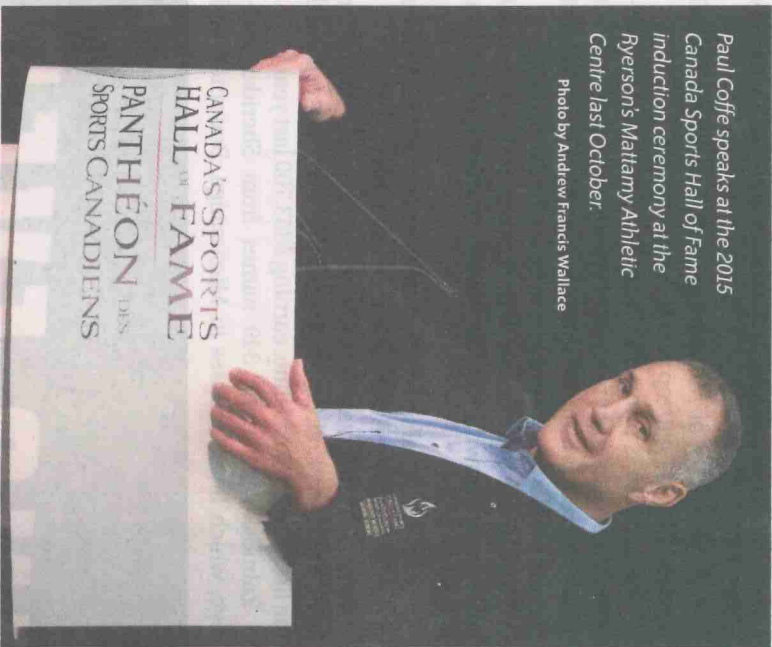 Paul Coffe speaks at the 2015
Canada Sports Hall of Fame
induction ceremony at the
Ryerson's Mattamy Athletic
Centre last October.
Photo by Andrew Francis Wallace
CANADA'S SPORTS
HALL OF FAME
PANTHÉON DES
SPORTS CANADIENS